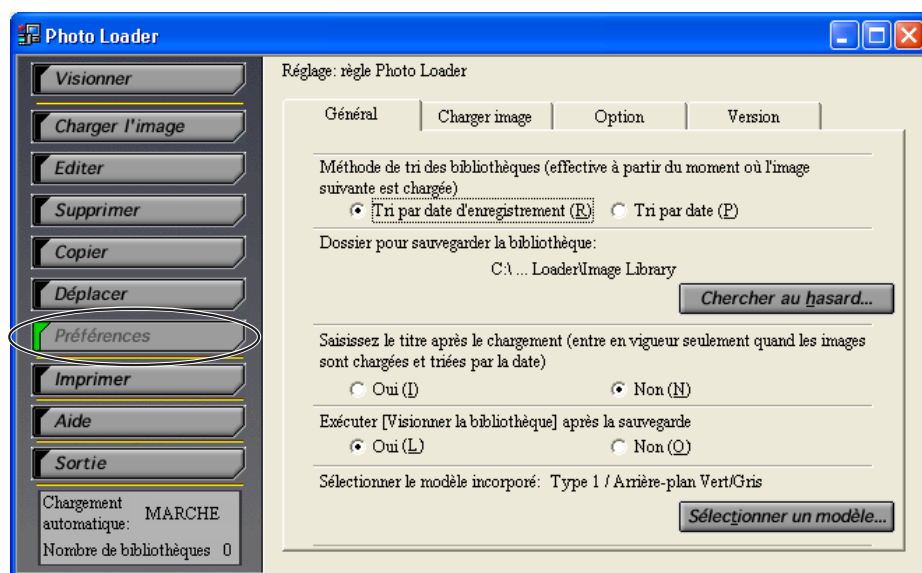 Photo Loader
Visionner
Charger l'image
Editer
Supprimer
Copier
Déplacer
Préférences
Imprimer
Aide
Sortie
Chargement
automatique: MARCHE
Nombre de bibliothèques 0
Réglage: règle Photo Loader
Général Charger image Option Version
Méthode de tri des bibliothèques (effective à partir du moment où l'image
suivante est chargée)
Tri par date d'enregistrement (R) Tri par date (P)
Dossier pour sauvegarder la bibliothèque:
C:\ ... Loader\Image Library
Chercher au hasard...
Saisissez le titre après le chargement (entre en vigueur seulement quand les images
sont chargées et triées par la date)
Oui (I) Non (N)
Exécuter [Visionner la bibliothèque] après la sauvegarde
Oui (L) Non (O)
Sélectionner le modèle incorporé: Type 1 / Arrière-plan Vert/Gris
Sélectionner un modèle...